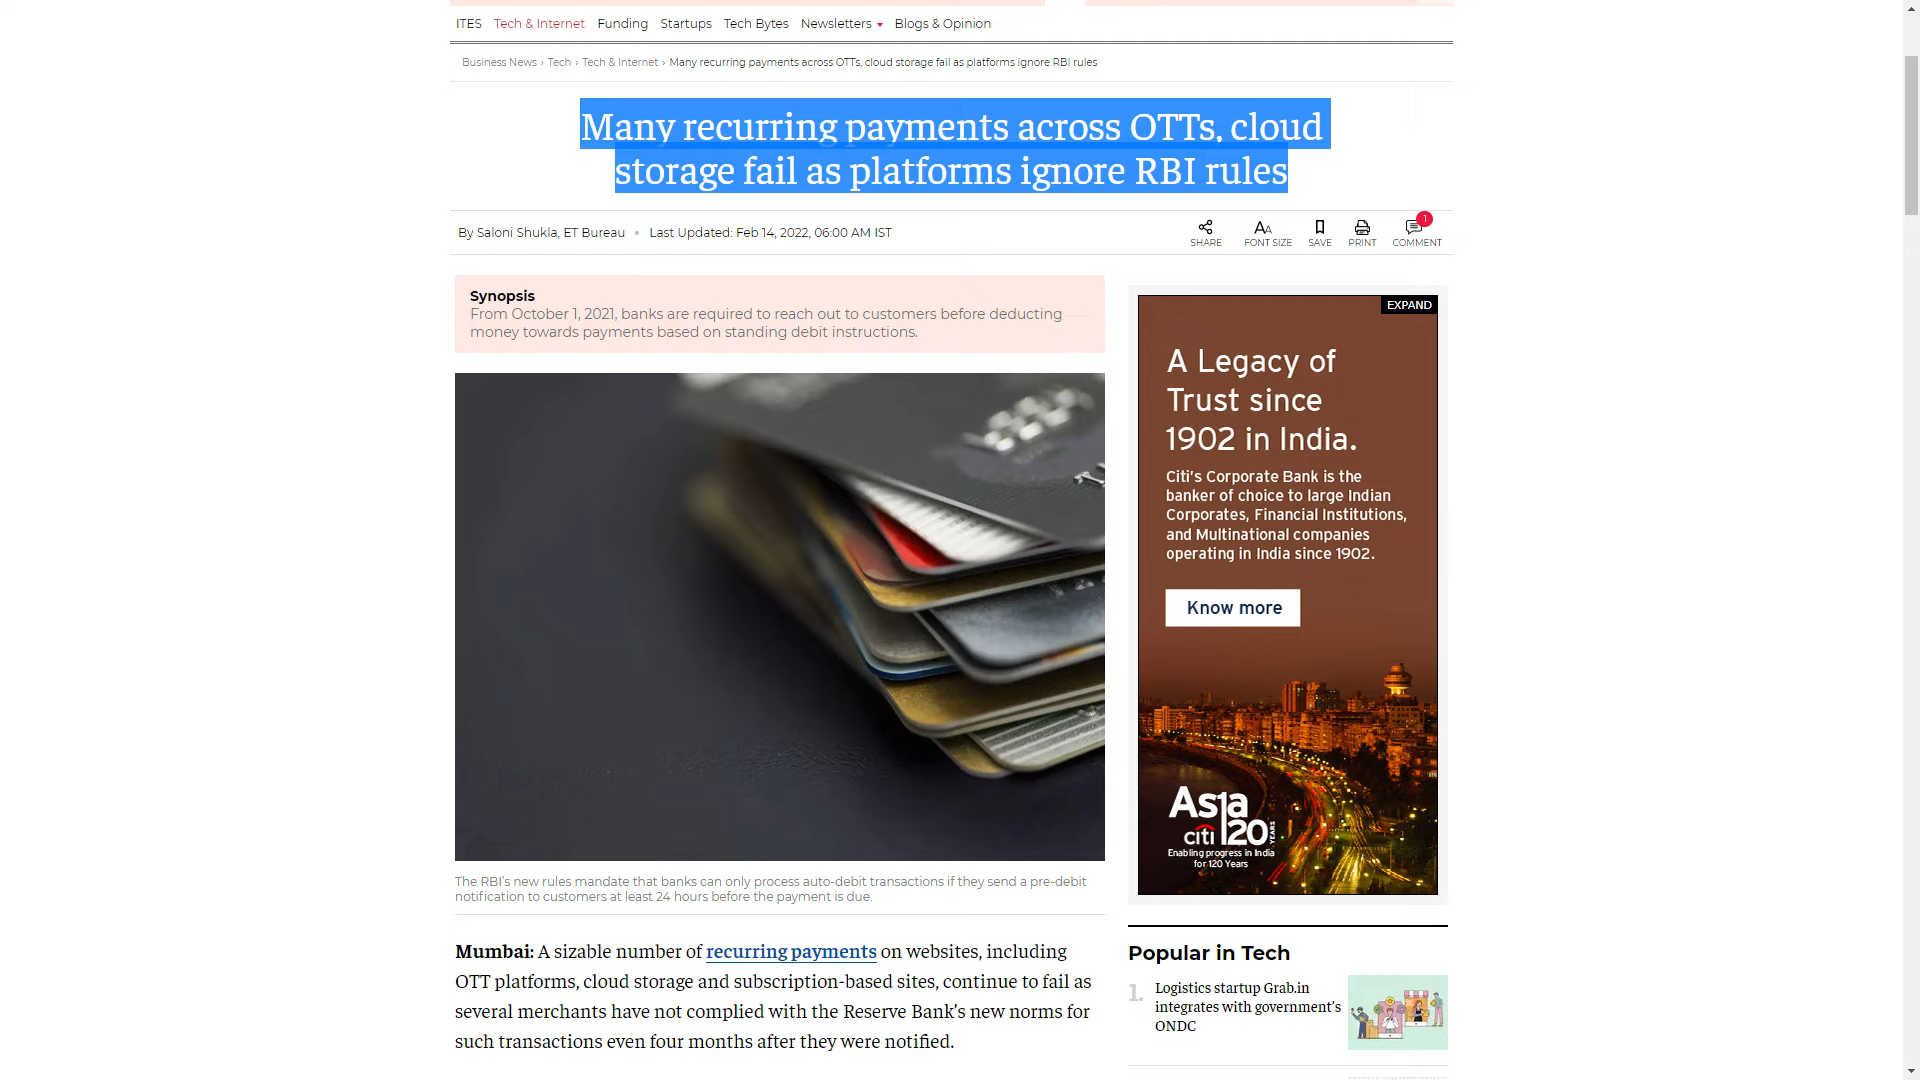 ITES Tech & Internet Funding Startups Tech Bytes Newsletters Blogs & Opinion
Business News › Tech › Tech & Internet › Many recurring payments across OTTs, cloud storage fail as platforms ignore RBI rules
Many recurring payments across OTTs, cloud
storage fail as platforms ignore RBI rules
By Saloni Shukla, ET Bureau • Last Updated: Feb 14, 2022, 06:00 AM IST
SHARE
AA
FONT SIZE
SAVE
PRINT
1
COMMENT
Synopsis
From October 1, 2021, banks are required to reach out to customers before deducting
money towards payments based on standing debit instructions.
The RBI's new rules mandate that banks can only process auto-debit transactions if they send a pre-debit
notification to customers at least 24 hours before the payment is due.
Mumbai: A sizable number of recurring payments on websites, including
OTT platforms, cloud storage and subscription-based sites, continue to fail as
several merchants have not complied with the Reserve Bank's new norms for
such transactions even four months after they were notified.
EXPAND
A Legacy of
Trust since
1902 in India.
Citi's Corporate Bank is the
banker of choice to large Indian
Corporates, Financial Institutions,
and Multinational companies
operating in India since 1902.
Know more
Asia
citi 120 YEARS
Enabling progress in India
for 120 Years
Popular in Tech
1. Logistics startup Grab.in
integrates with government's
ONDC